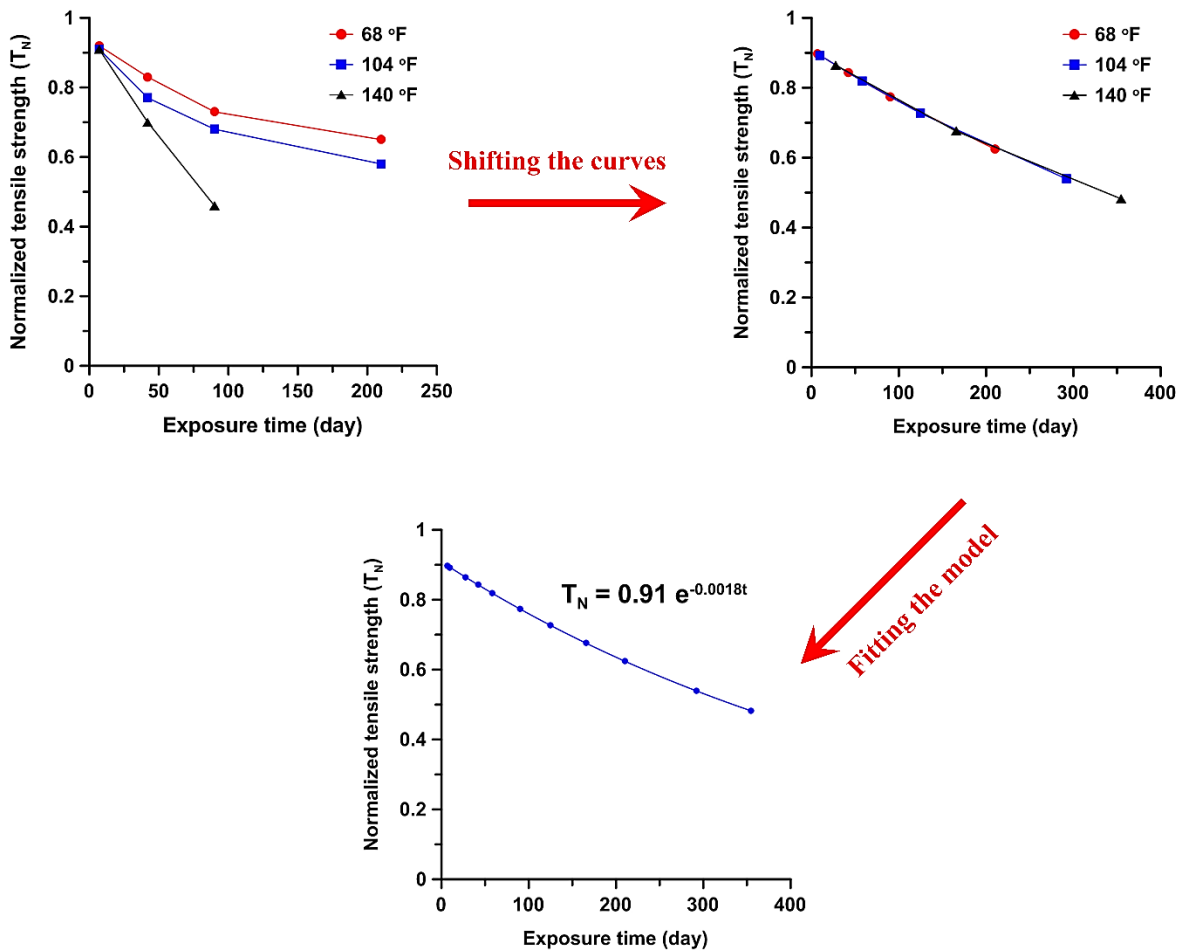 Normalized tensile strength (T_N)
1
0.8
0.6
0.4
0.2
0
68 °F
104 °F
140 °F
0 50 100 150 200 250
Exposure time (day)
Shifting the curves
Normalized tensile strength (T_N)
1
0.8
0.6
0.4
0.2
0
68 °F
104 °F
140 °F
0 100 200 300 400
Exposure time (day)
Fitting the model
Normalized tensile strength (T_N)
1
0.8
0.6
0.4
0.2
0
T_N = 0.91 e^-0.0018t
0 100 200 300 400
Exposure time (day)